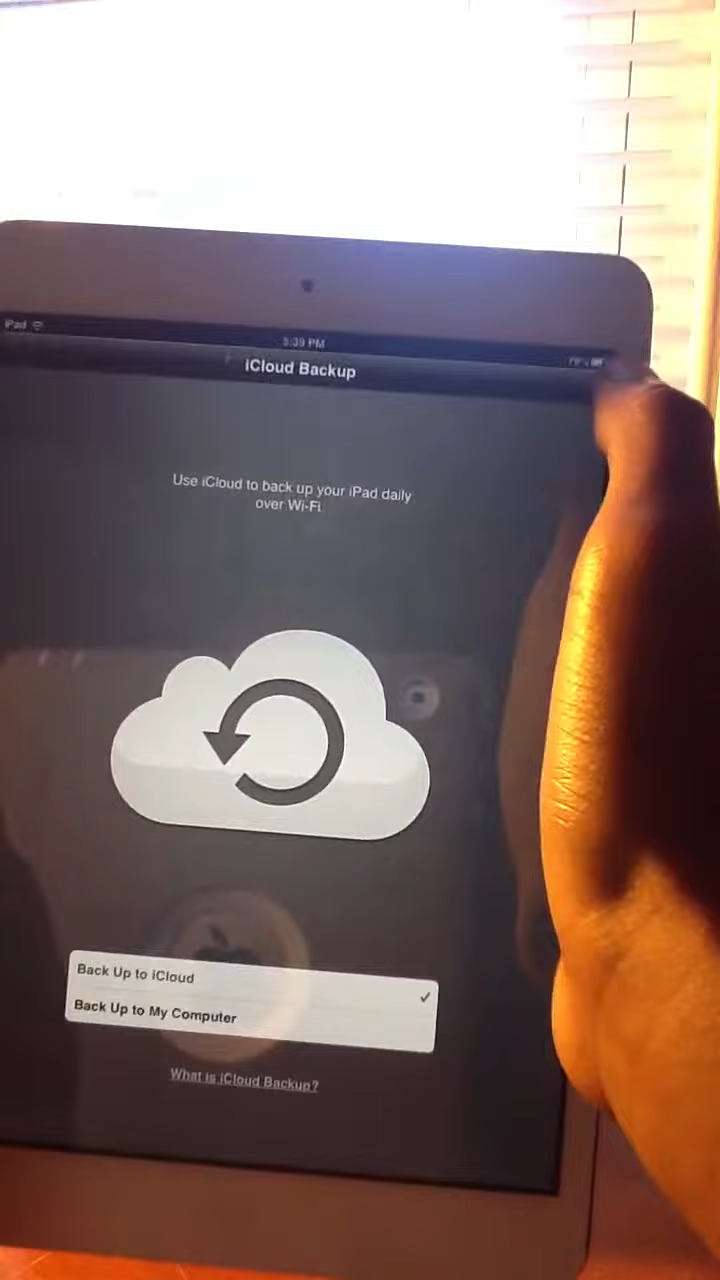 iPad
5:39 PM
iCloud Backup
Use iCloud to back up your iPad daily
over Wi-Fi
Back Up to iCloud
✓
Back Up to My Computer
What is iCloud Backup?